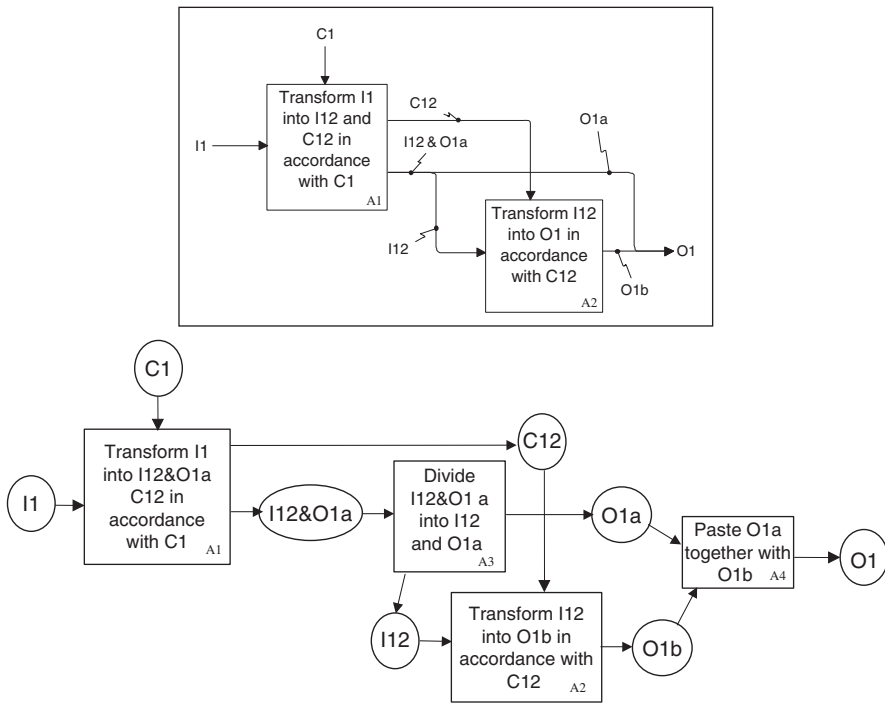 C1
Transform I1
into I12 and
C12 in
accordance
with C1
A1
I1
C12
I12 & O1a
O1a
I12
Transform I12
into O1 in
accordance
with C12
A2
O1
O1b
C1
I1
Transform I1
into I12&O1a
C12 in
accordance
with C1
A1
C12
I12&O1a
Divide
I12&O1 a
into I12
and O1a
A3
O1a
Paste O1a
together with
O1b A4
O1
I12
Transform I12
into O1b in
accordance with
C12 A2
O1b